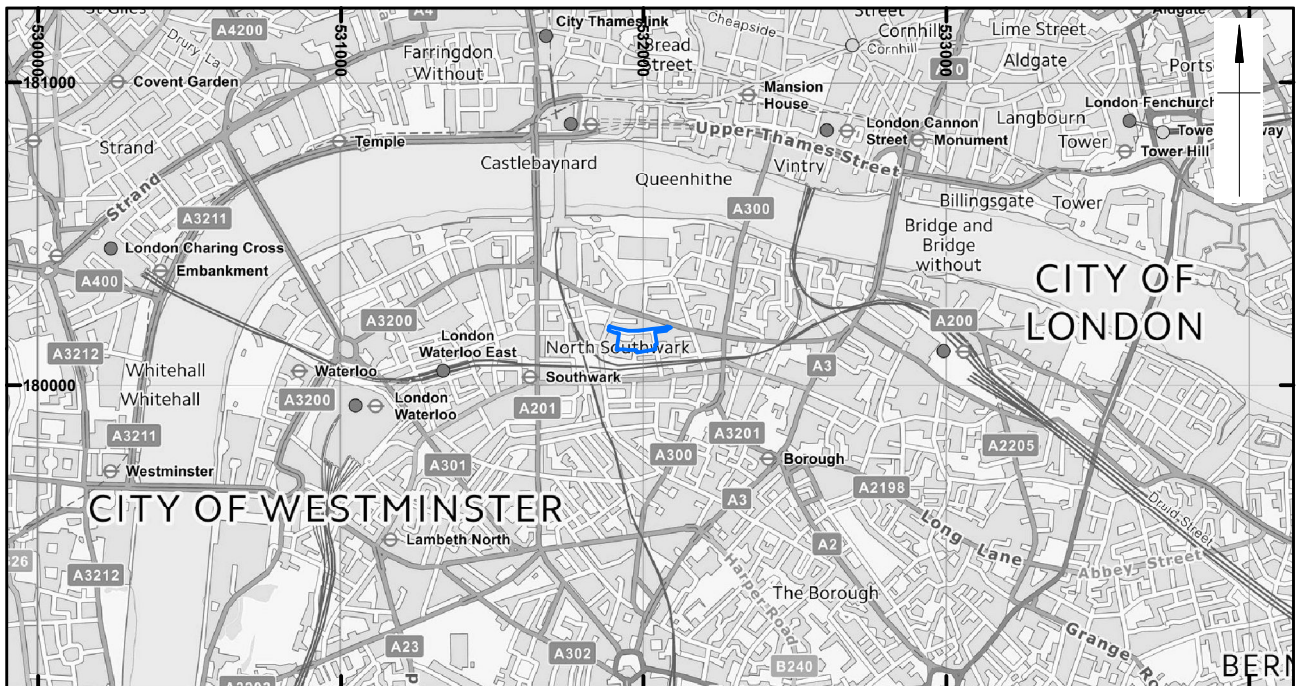 St Giles
A4200
Drury La
Covent Garden
Strand
Strand
A4
Farringdon
Without
City Thameslink
Bread
Street
Cheapside
Street
Cornhill
Cornhill
Lime Street
Aldgate
Aldgate
Ports
530000
531000
532000
533000
181000
180000
Mansion
House
A10
London Fenchurch
Langbourn
Tower
Tower Hill
London Cannon
Street
Monument
Upper Thames Street
Temple
Castlebaynard
Queenhithe
Vintry
Billingsgate
Tower
A3211
A300
Bridge and
Bridge
without
London Charing Cross
Embankment
A400
CITY OF
LONDON
A3200
London
Waterloo East
North Southwark
A200
A3212
Whitehall
Whitehall
Waterloo
A3200
London
Waterloo
Southwark
A201
A3
A3211
Westminster
A301
A300
A3201
Borough
A2205
A2198
A3
CITY OF WESTMINSTER
Lambeth North
A2
Long Lane
Druid Street
Abbey Street
A3212
Harper Road
The Borough
A23
A302
B240
Grange Ro
BERN